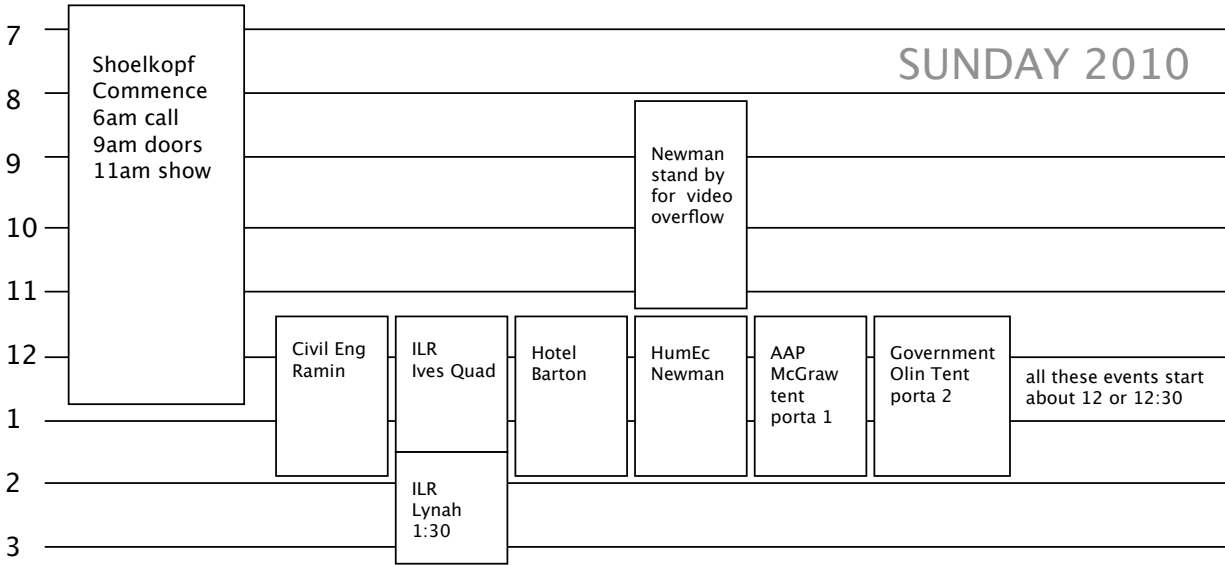 SUNDAY 2010
7
8
9
10
11
12
1
2
3
Shoelkopf
Commence
6am call
9am doors
11am show
Newman
stand by
for  video
overflow
Civil Eng
Ramin
ILR
Ives Quad
Hotel
Barton
HumEc
Newman
AAP
McGraw
tent
porta 1
Government
Olin Tent
porta 2
all these events start
about 12 or 12:30
ILR
Lynah
1:30